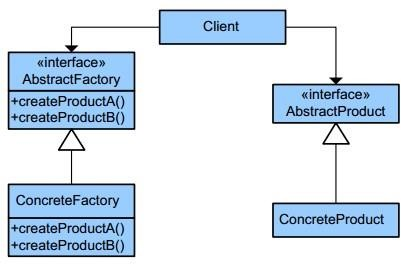 Client
«interface»
AbstractFactory
+createProductA()
+createProductB()
«interface»
AbstractProduct
ConcreteFactory
+createProductA()
+createProductB()
ConcreteProduct